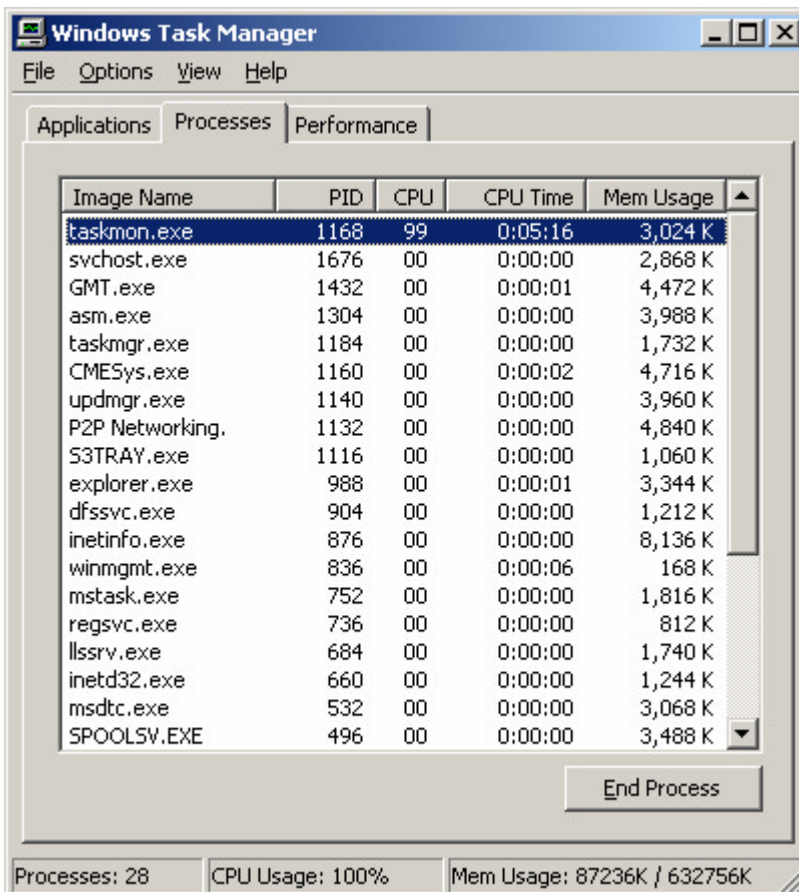 Windows Task Manager
File Options View Help
Applications Processes Performance
Image Name PID CPU CPU Time Mem Usage
taskmon.exe 1168 99 0:05:16 3,024 K
svchost.exe 1676 00 0:00:00 2,868 K
GMT.exe 1432 00 0:00:01 4,472 K
asm.exe 1304 00 0:00:00 3,988 K
taskmgr.exe 1184 00 0:00:00 1,732 K
CMESys.exe 1160 00 0:00:02 4,716 K
updmgr.exe 1140 00 0:00:00 3,960 K
P2P Networking. 1132 00 0:00:00 4,840 K
S3TRAY.exe 1116 00 0:00:00 1,060 K
explorer.exe 988 00 0:00:01 3,344 K
dfssvc.exe 904 00 0:00:00 1,212 K
inetinfo.exe 876 00 0:00:00 8,136 K
winmgmt.exe 836 00 0:00:06 168 K
mstask.exe 752 00 0:00:00 1,816 K
regsvc.exe 736 00 0:00:00 812 K
llssrv.exe 684 00 0:00:00 1,740 K
inetd32.exe 660 00 0:00:00 1,244 K
msdtc.exe 532 00 0:00:00 3,068 K
SPOOLSV.EXE 496 00 0:00:00 3,488 K
End Process
Processes: 28 CPU Usage: 100% Mem Usage: 87236K / 632756K